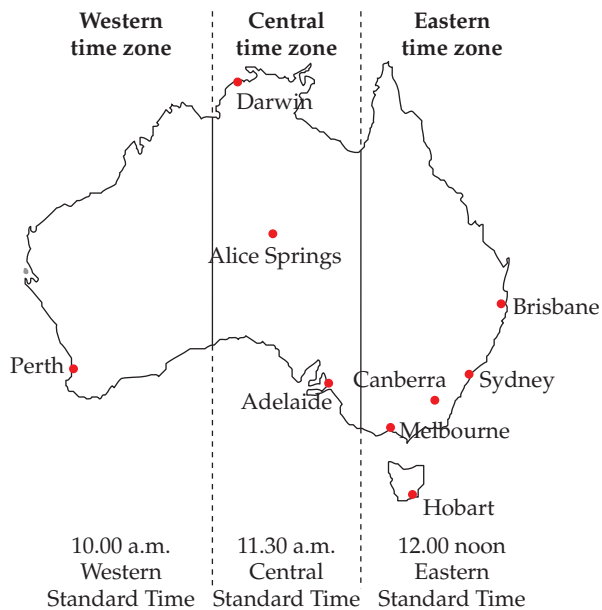 Western
time zone
Central
time zone
Eastern
time zone
Darwin
Alice Springs
Brisbane
Perth
Canberra
Sydney
Adelaide
Melbourne
Hobart
10.00 a.m.
Western
Standard Time
11.30 a.m.
Central
Standard Time
12.00 noon
Eastern
Standard Time